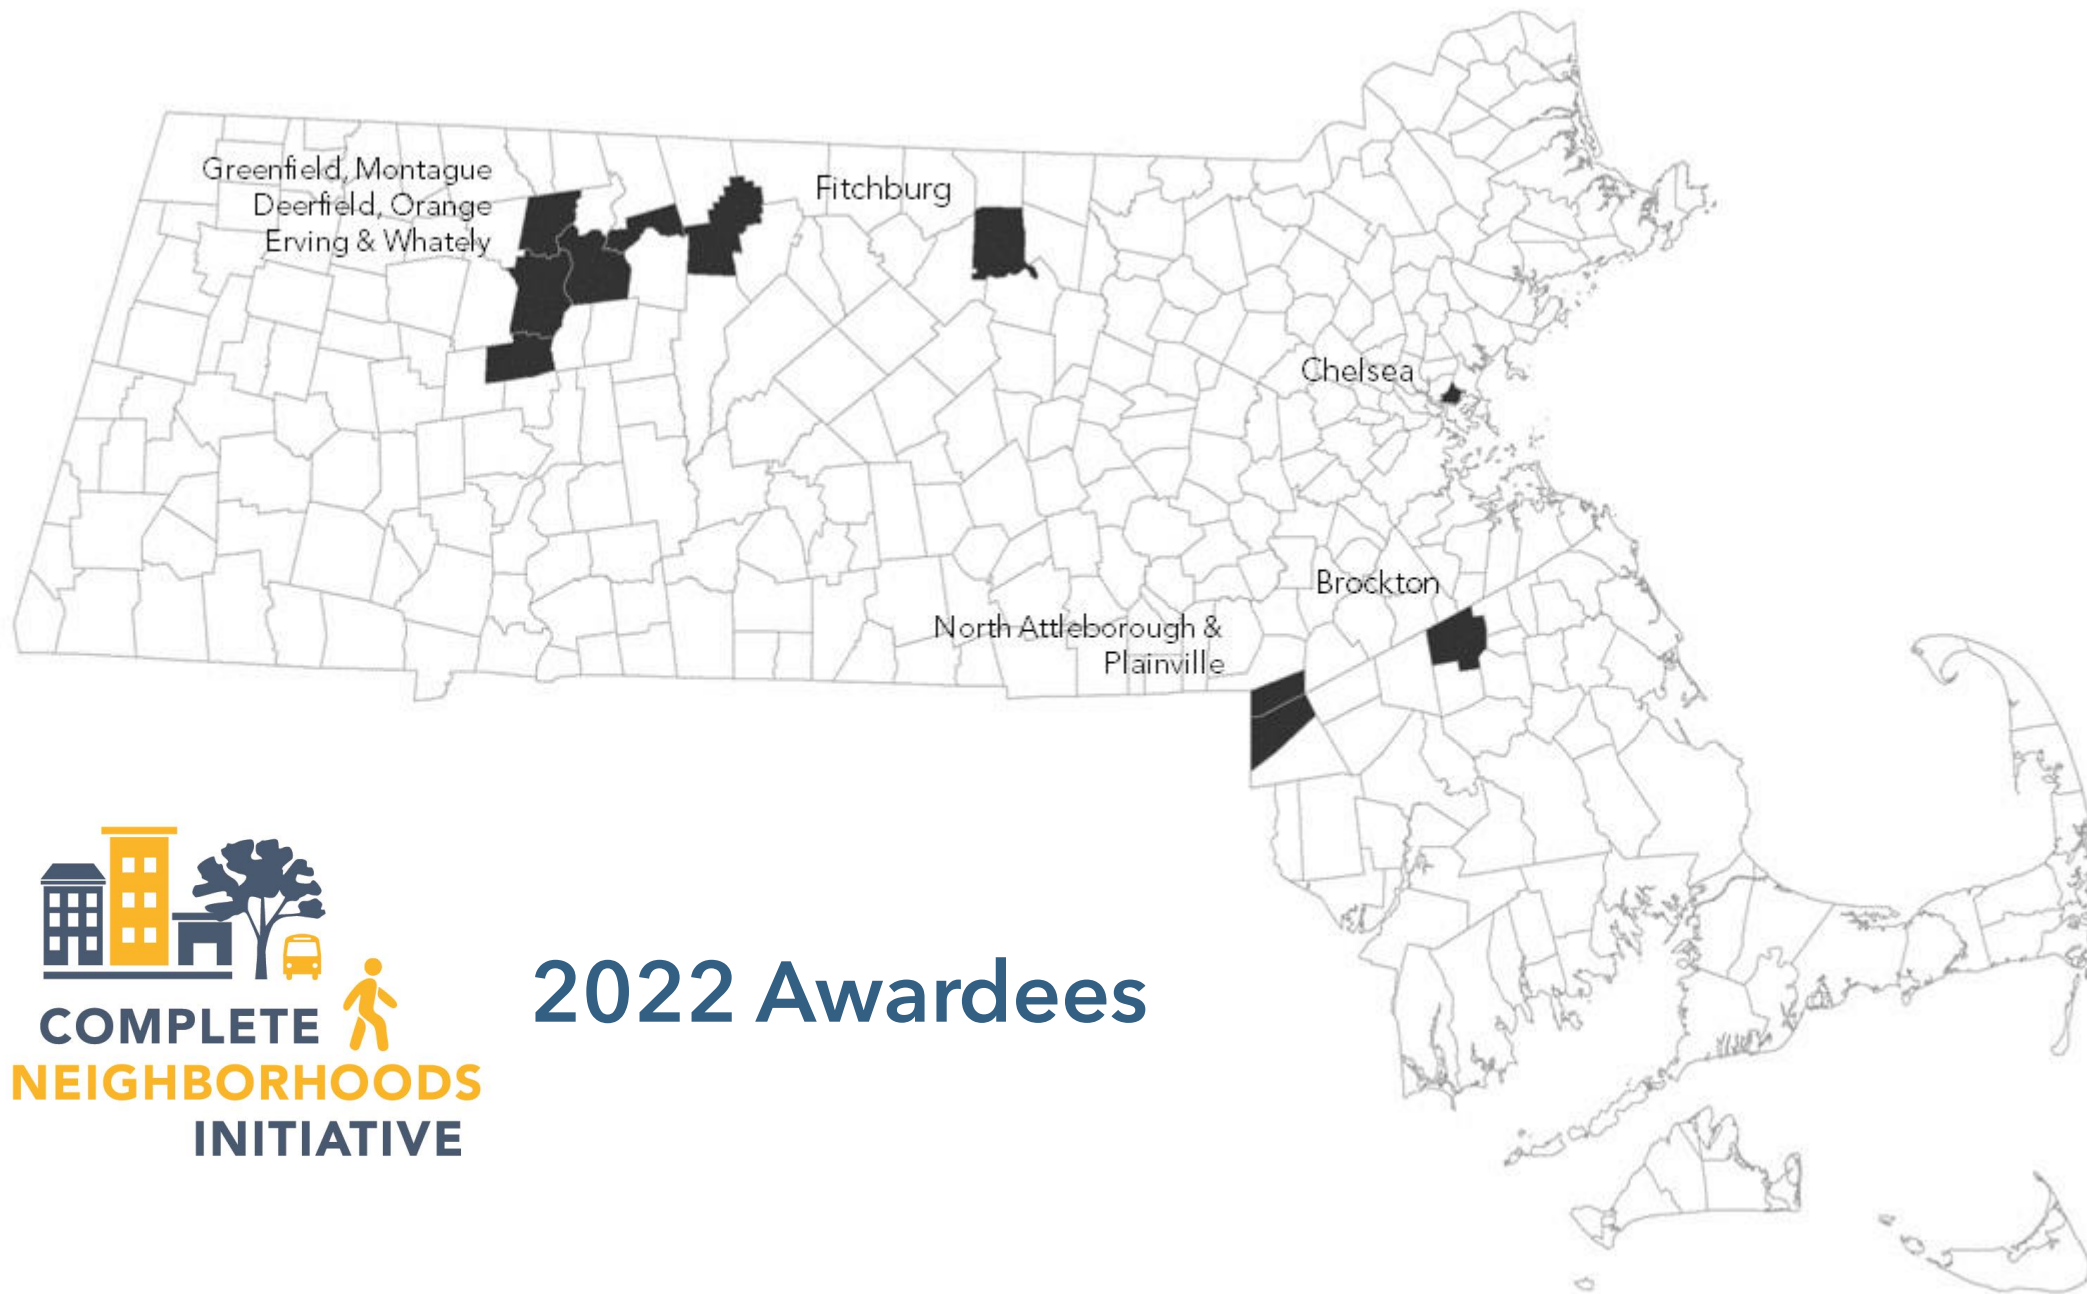 Greenfield, Montague
Deerfield, Orange
Erving & Whately
Fitchburg
Chelsea
Brockton
North Attleborough &
Plainville
COMPLETE
NEIGHBORHOODS
INITIATIVE
2022 Awardees